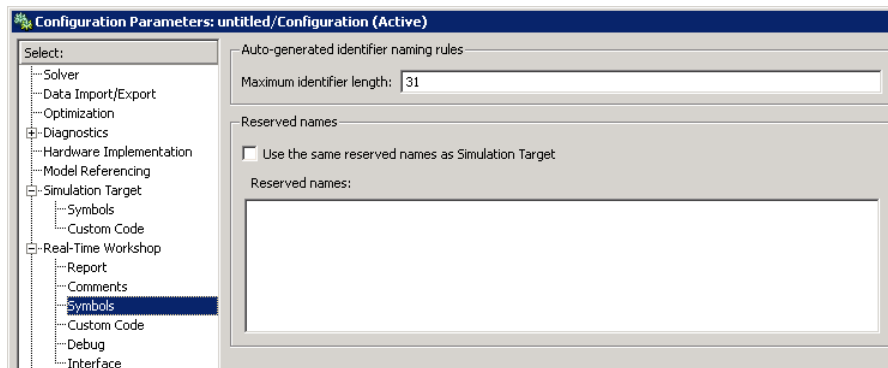 Configuration Parameters: untitled/Configuration (Active)
Select:
Solver
Data Import/Export
Optimization
Diagnostics
Hardware Implementation
Model Referencing
Simulation Target
Symbols
Custom Code
Real-Time Workshop
Report
Comments
Symbols
Custom Code
Debug
Interface
Auto-generated identifier naming rules
Maximum identifier length: 31
Reserved names
Use the same reserved names as Simulation Target
Reserved names: